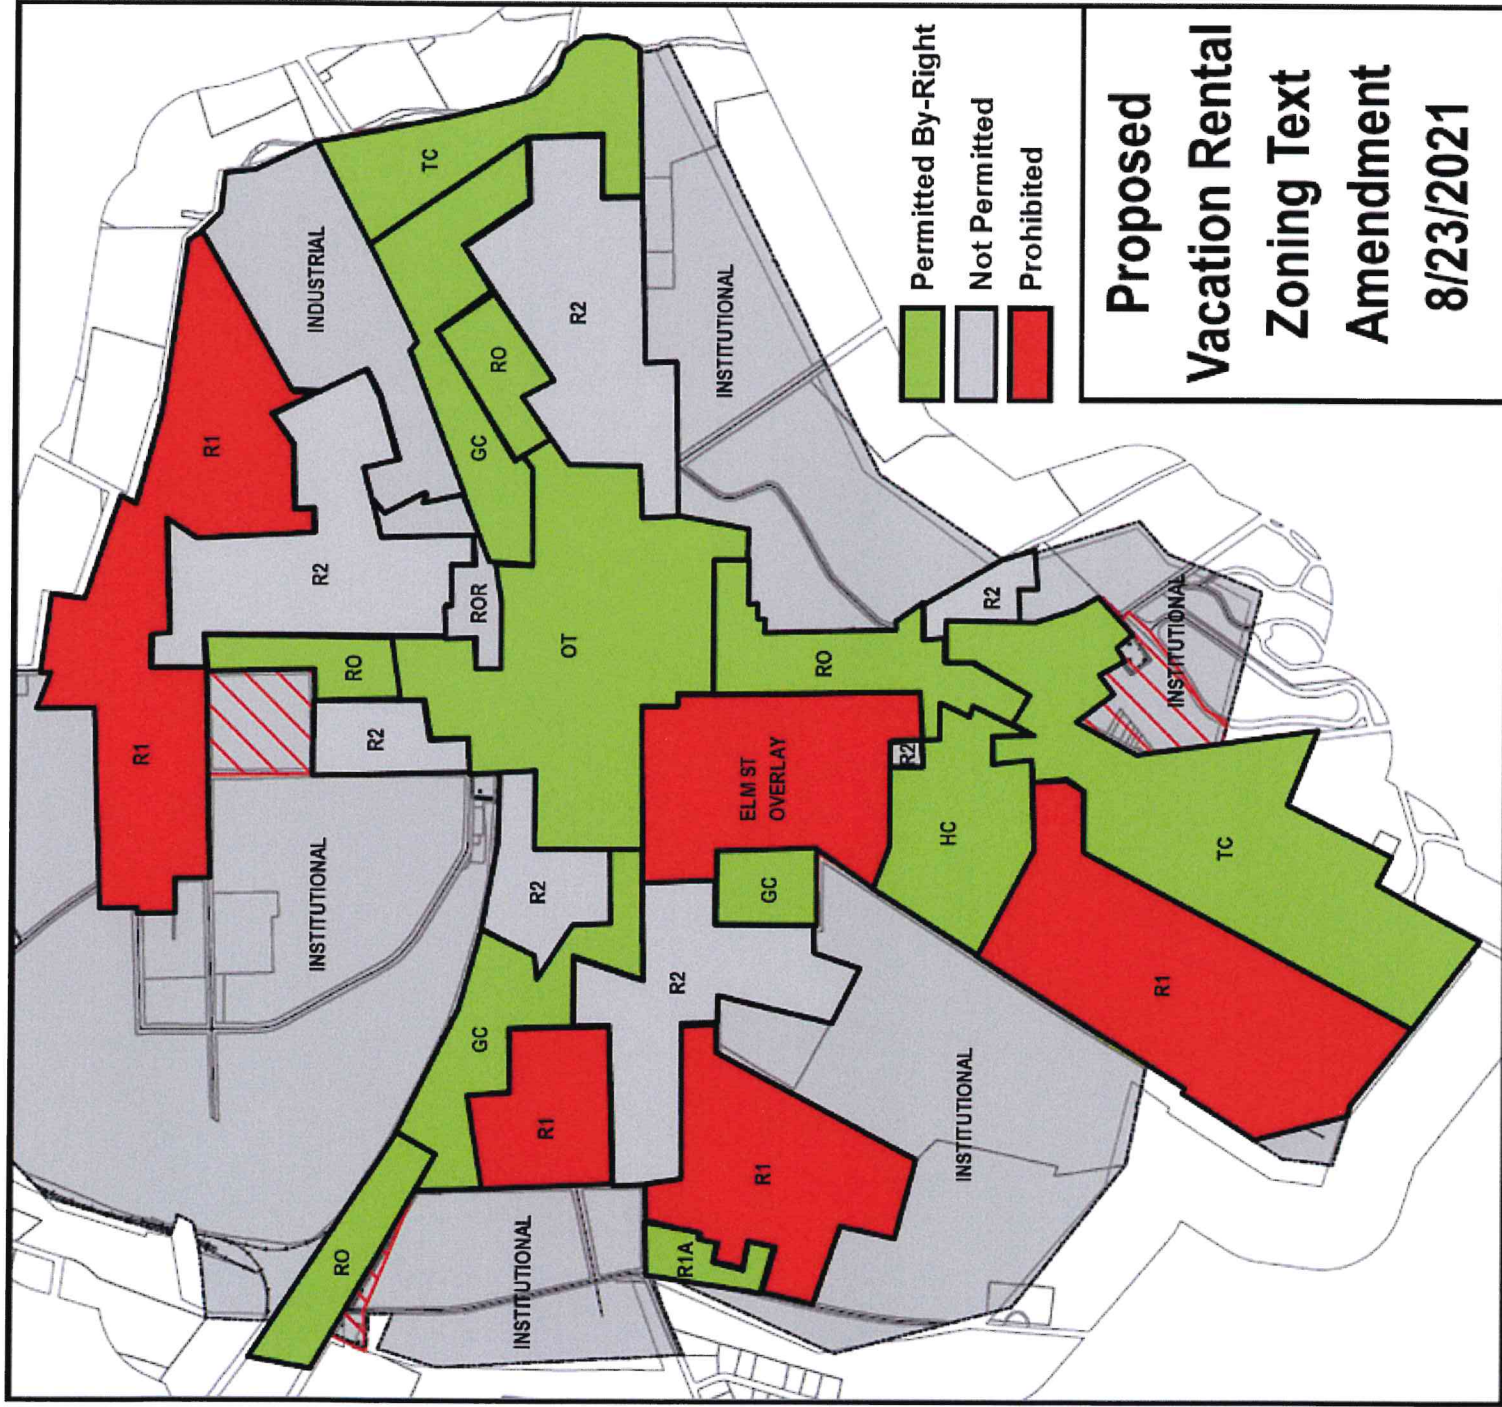 R1
R1
INSTITUTIONAL
R2
INDUSTRIAL
RO
RO
R2
TC
GC
ROR
GC
RO
INSTITUTIONAL
R2
R1
OT
R2
R2
R1A
INSTITUTIONAL
ELM ST
OVERLAY
R1
GC
RO
R2
HC
INSTITUTIONAL
R2
R1
INSTITUTIONAL
TC
Permitted By-Right
Not Permitted
Prohibited
Proposed
Vacation Rental
Zoning Text
Amendment
8/23/2021